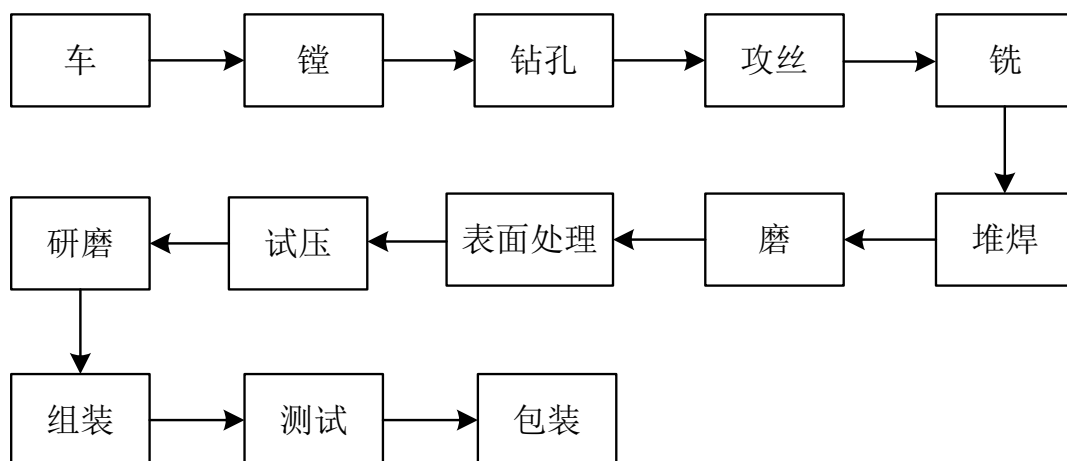 车
镗
钻孔
攻丝
铣
堆焊
磨
表面处理
试压
研磨
组装
测试
包装